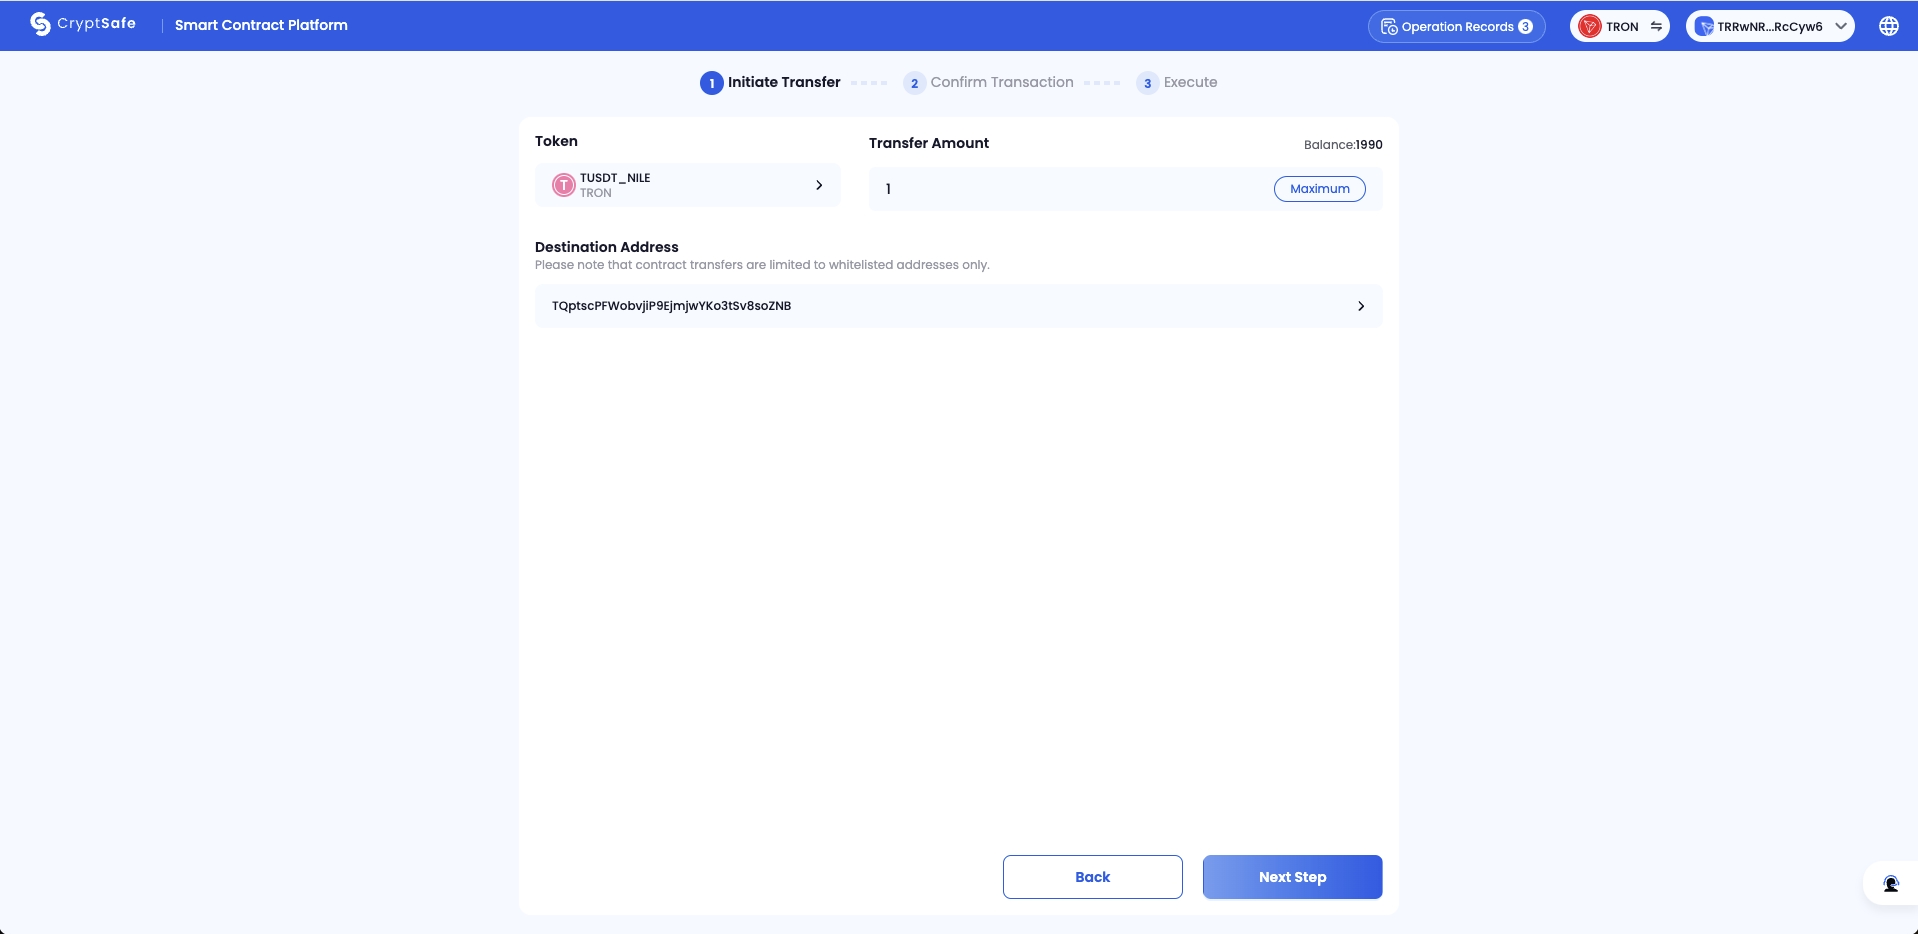 CryptSafe
Smart Contract Platform
Operation Records 3
TRON
TRRwNR...RcCyw6
1 Initiate Transfer
2 Confirm Transaction
3 Execute
Token
Transfer Amount
Balance:1990
T
TUSDT_NILE
TRON
1
Maximum
Destination Address
Please note that contract transfers are limited to whitelisted addresses only.
TQptscPFWobvjiP9EjmjwYKo3tSv8soZNB
Back
Next Step